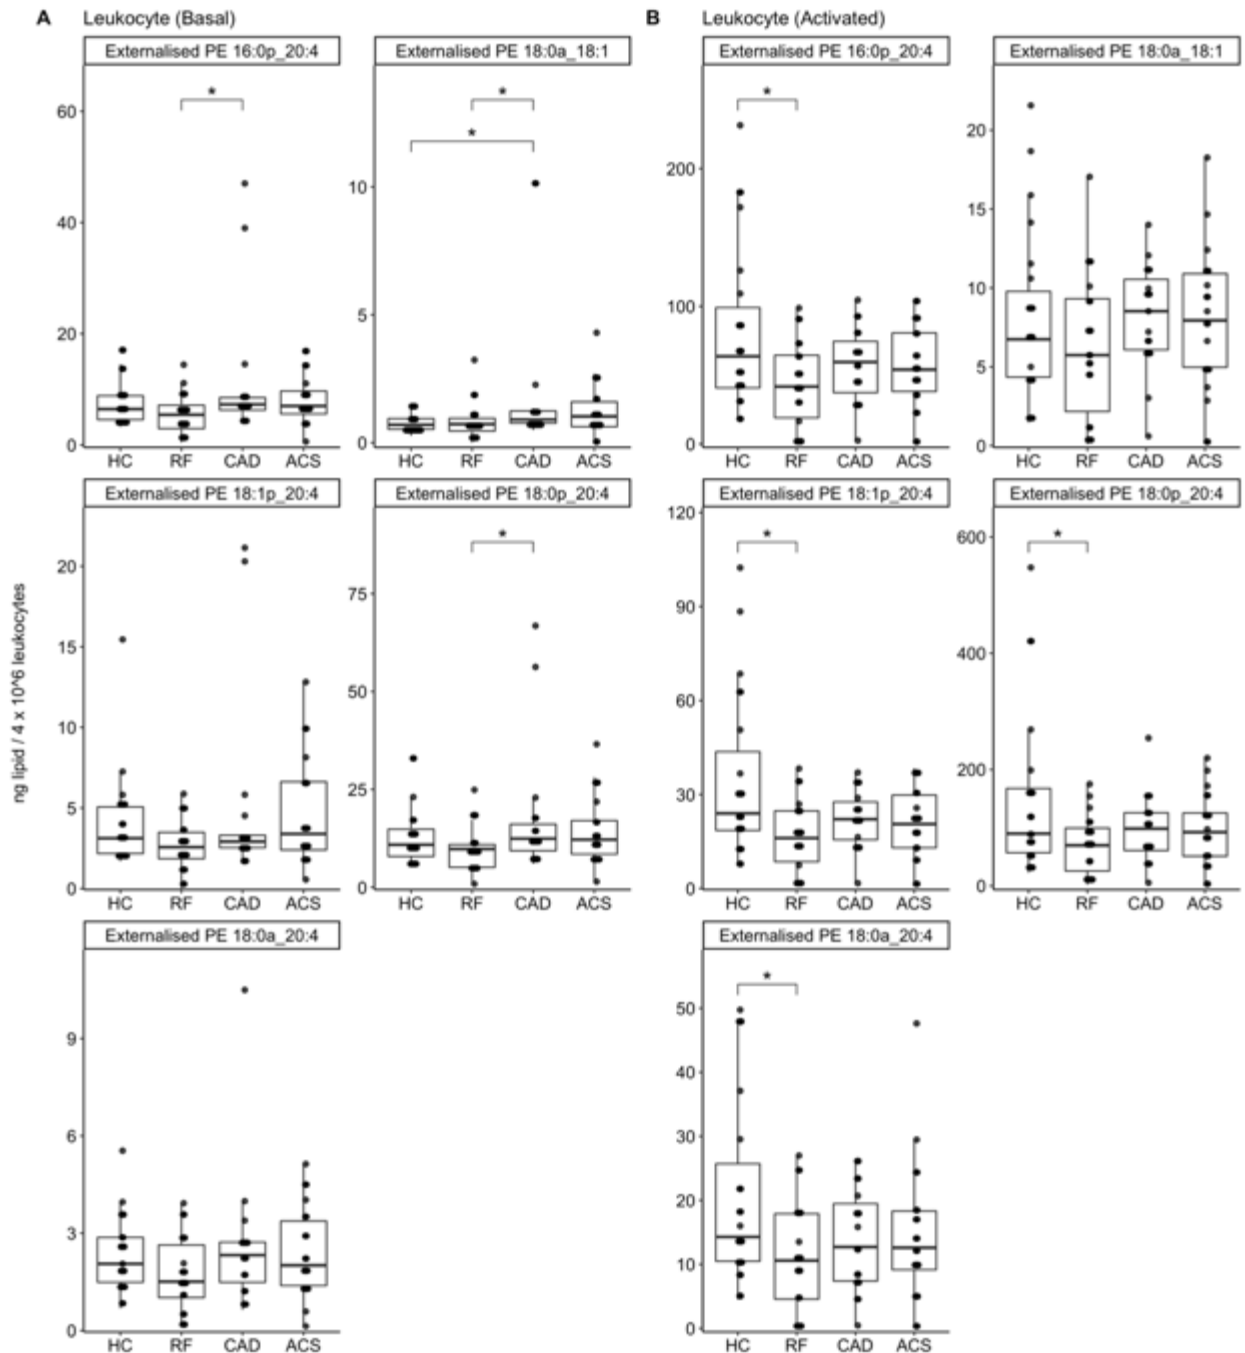 A Leukocyte (Basal)
B Leukocyte (Activated)
ng lipid / 4 x 10^6 leukocytes
Externalised PE 16:0p_20:4
*
60
40
20
0
HC RF CAD ACS
Externalised PE 18:0a_18:1
*
*
10
5
0
HC RF CAD ACS
Externalised PE 18:1p_20:4
20
15
10
5
0
HC RF CAD ACS
Externalised PE 18:0p_20:4
*
75
50
25
0
HC RF CAD ACS
Externalised PE 18:0a_20:4
9
6
3
0
HC RF CAD ACS
Externalised PE 16:0p_20:4
*
200
100
0
HC RF CAD ACS
Externalised PE 18:0a_18:1
20
15
10
5
0
HC RF CAD ACS
Externalised PE 18:1p_20:4
*
120
90
60
30
0
HC RF CAD ACS
Externalised PE 18:0p_20:4
*
600
400
200
0
HC RF CAD ACS
Externalised PE 18:0a_20:4
*
50
40
30
20
10
0
HC RF CAD ACS